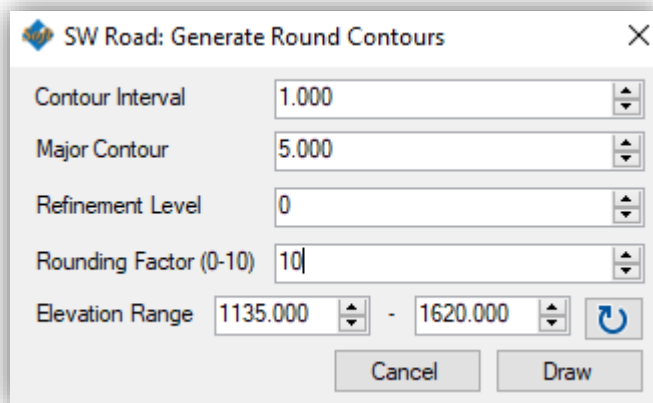 Soft SW Road: Generate Round Contours
Contour Interval 1.000
Major Contour 5.000
Refinement Level 0
Rounding Factor (0-10) 10
Elevation Range 1135.000 - 1620.000
Cancel Draw